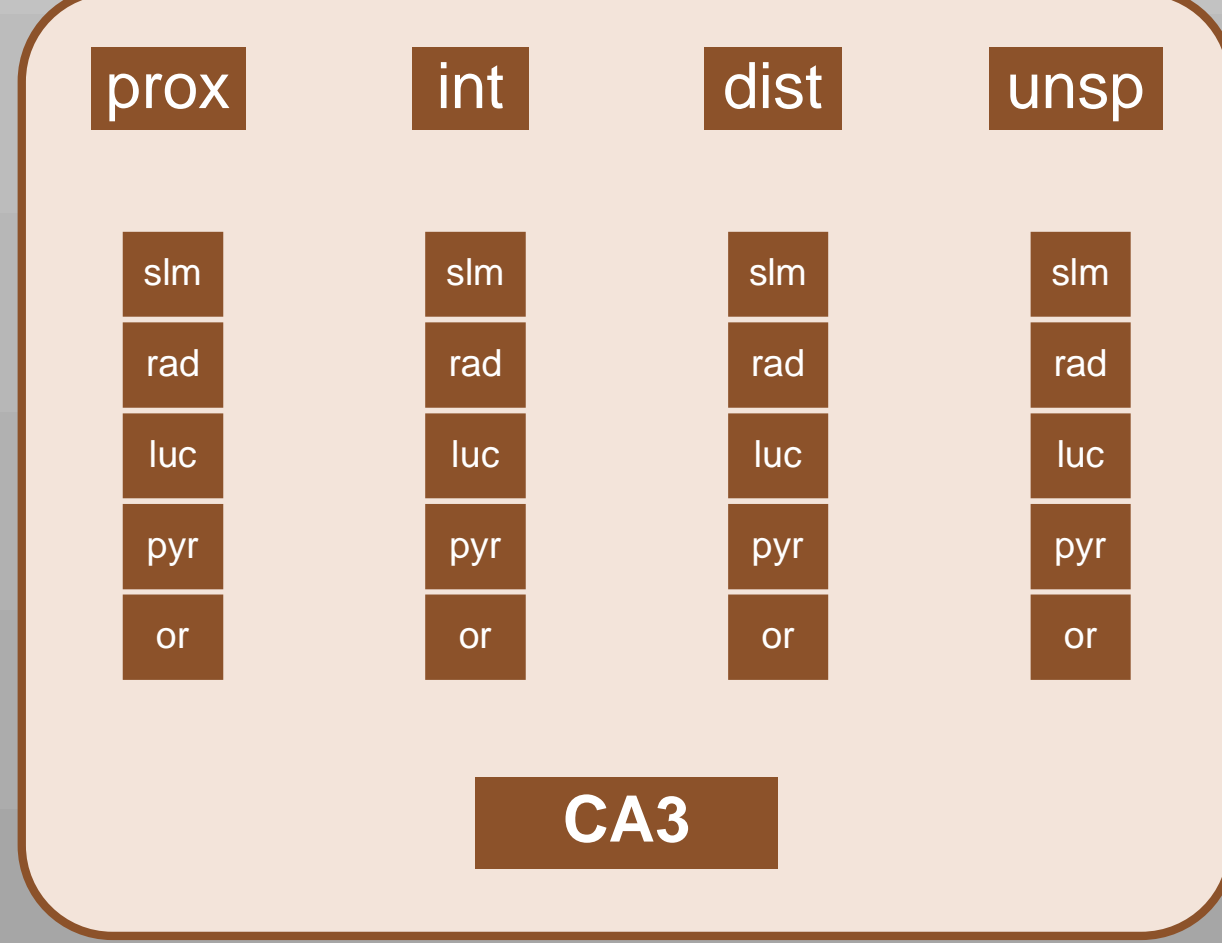 prox int dist unsp
slm slm slm slm
rad rad rad rad
luc luc luc luc
pyr pyr pyr pyr
or or or or
CA3